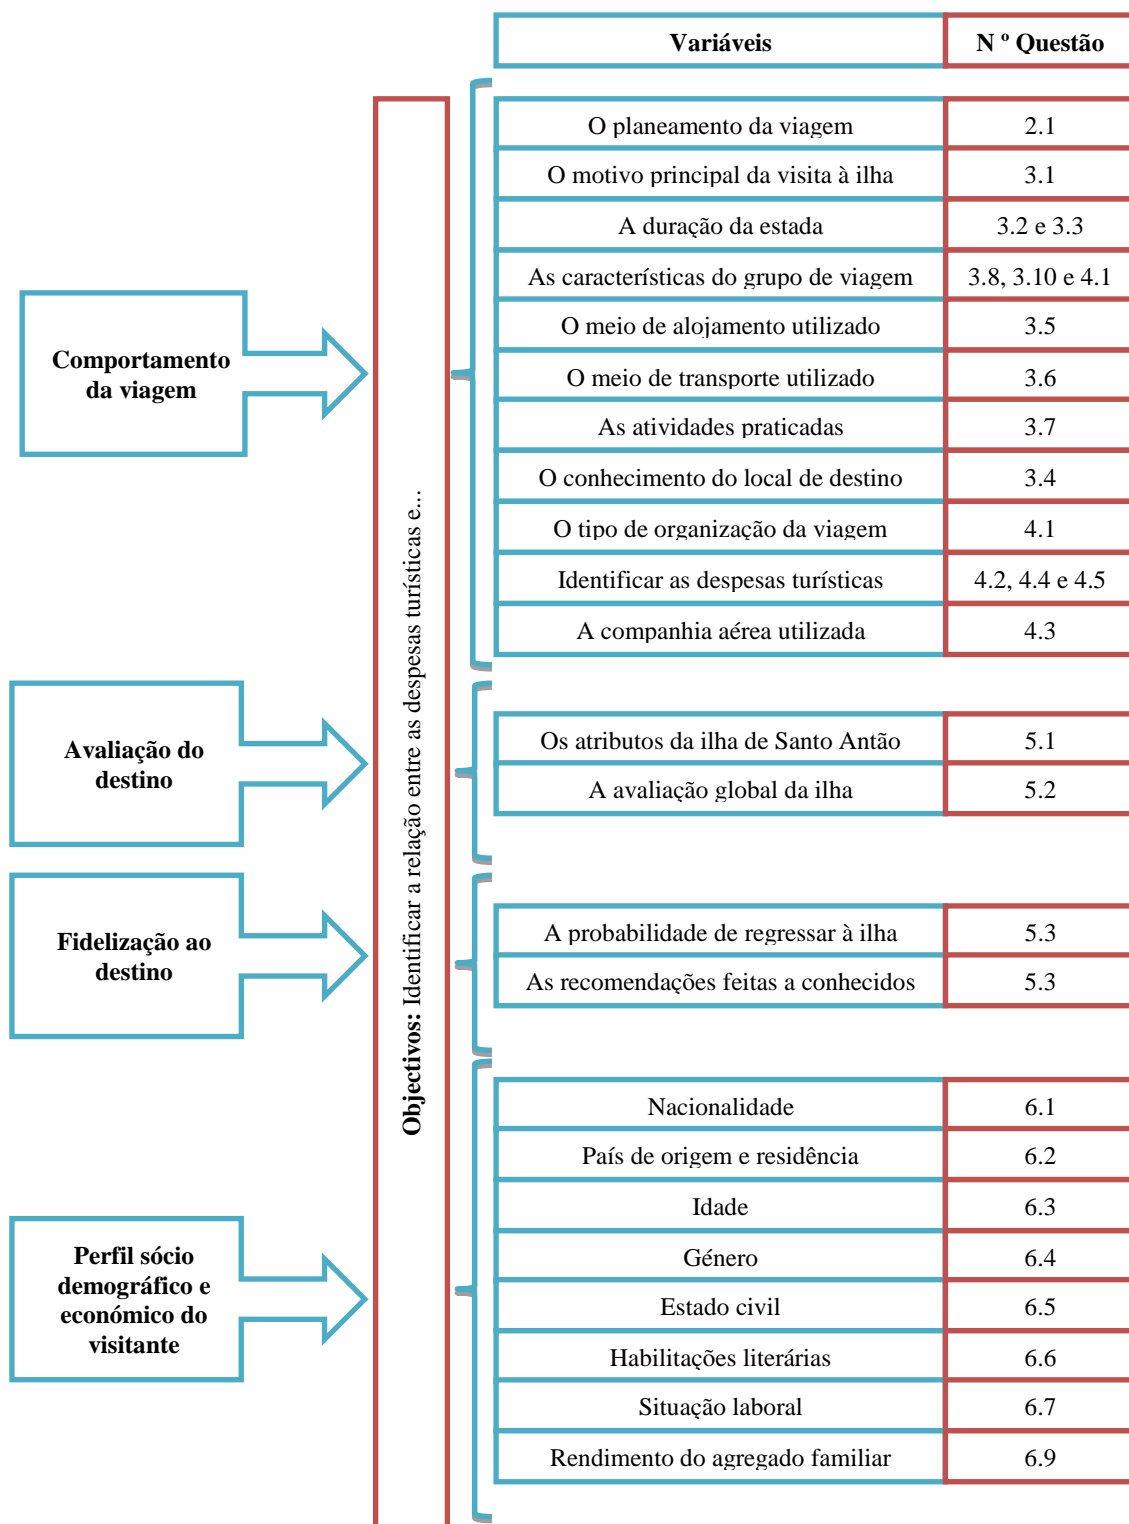 Variáveis N º Questão
Comportamento
da viagem
Objectivos: Identificar a relação entre as despesas turísticas e...
O planeamento da viagem 2.1
O motivo principal da visita à ilha 3.1
A duração da estada 3.2 e 3.3
As características do grupo de viagem 3.8, 3.10 e 4.1
O meio de alojamento utilizado 3.5
O meio de transporte utilizado 3.6
As atividades praticadas 3.7
O conhecimento do local de destino 3.4
O tipo de organização da viagem 4.1
Identificar as despesas turísticas 4.2, 4.4 e 4.5
A companhia aérea utilizada 4.3
Avaliação do
destino
Os atributos da ilha de Santo Antão 5.1
A avaliação global da ilha 5.2
Fidelização ao
destino
A probabilidade de regressar à ilha 5.3
As recomendações feitas a conhecidos 5.3
Perfil sócio
demográfico e
económico do
visitante
Nacionalidade 6.1
País de origem e residência 6.2
Idade 6.3
Género 6.4
Estado civil 6.5
Habilitações literárias 6.6
Situação laboral 6.7
Rendimento do agregado familiar 6.9